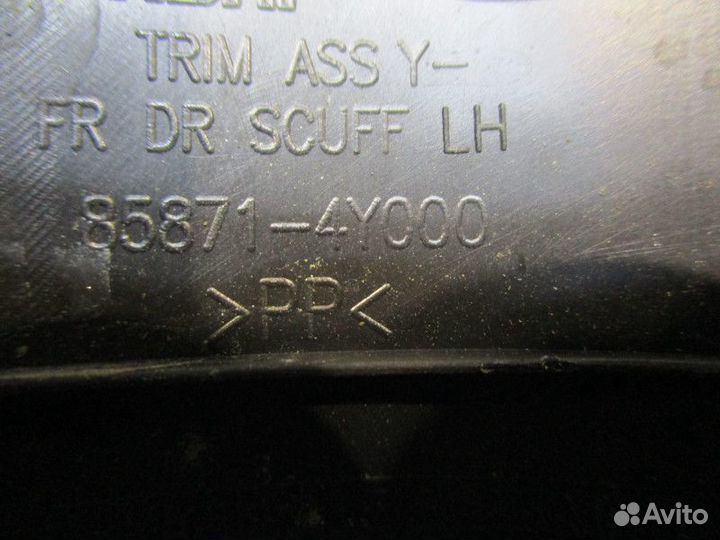 TRIM ASS Y-
FR DR SCUFF LH
85871-4Y000
>PP<
Avito